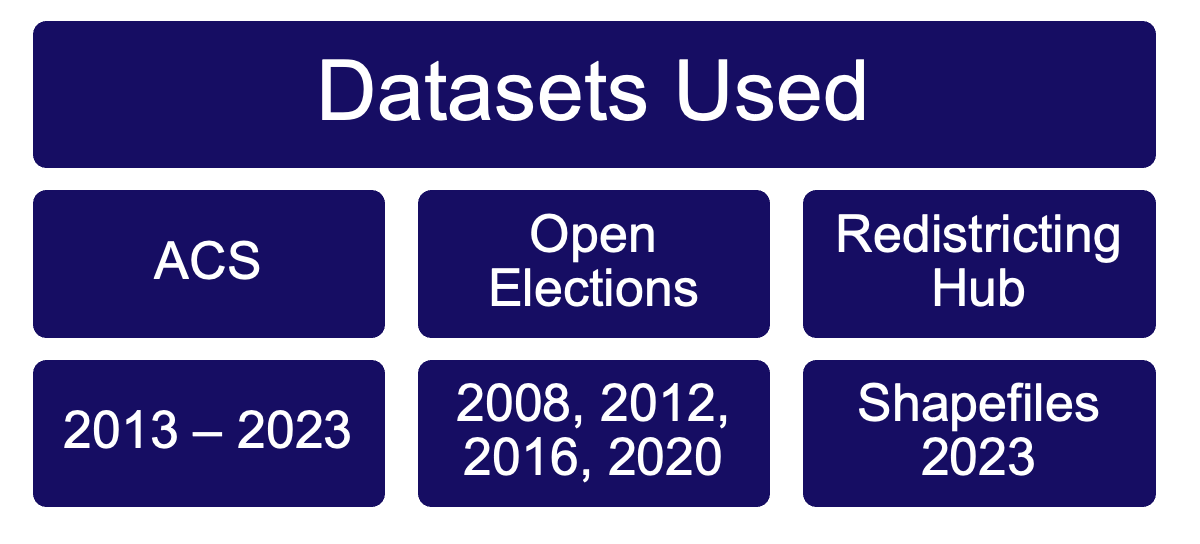 Datasets Used
ACS
Open
Elections
Redistricting
Hub
2013 – 2023
2008, 2012,
2016, 2020
Shapefiles
2023